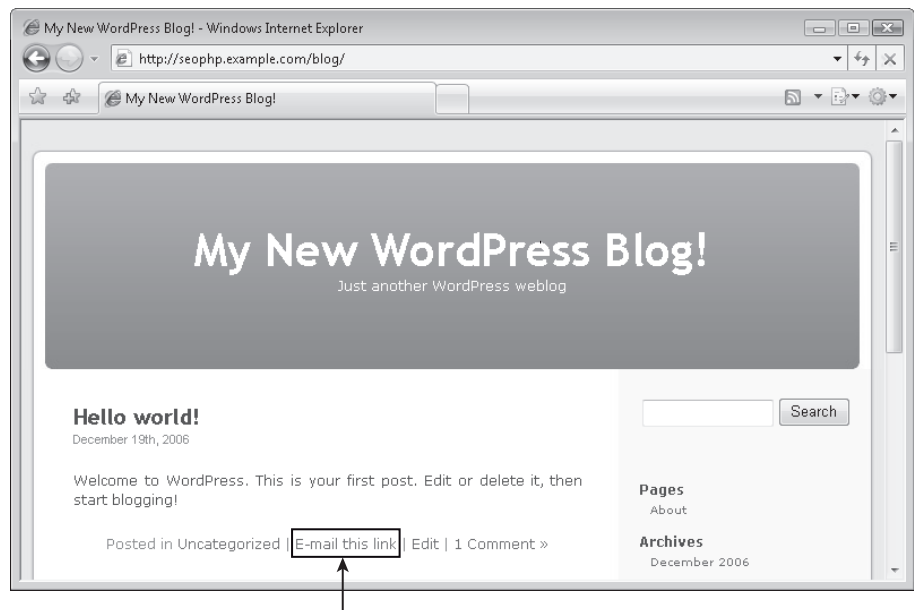 My New WordPress Blog! - Windows Internet Explorer
http://seophp.example.com/blog/
My New WordPress Blog!
My New WordPress Blog!
Just another WordPress weblog
Hello world!
December 19th, 2006
Welcome to WordPress. This is your first post. Edit or delete it, then
start blogging!
Posted in Uncategorized | E-mail this link | Edit | 1 Comment »
Search
Pages
About
Archives
December 2006